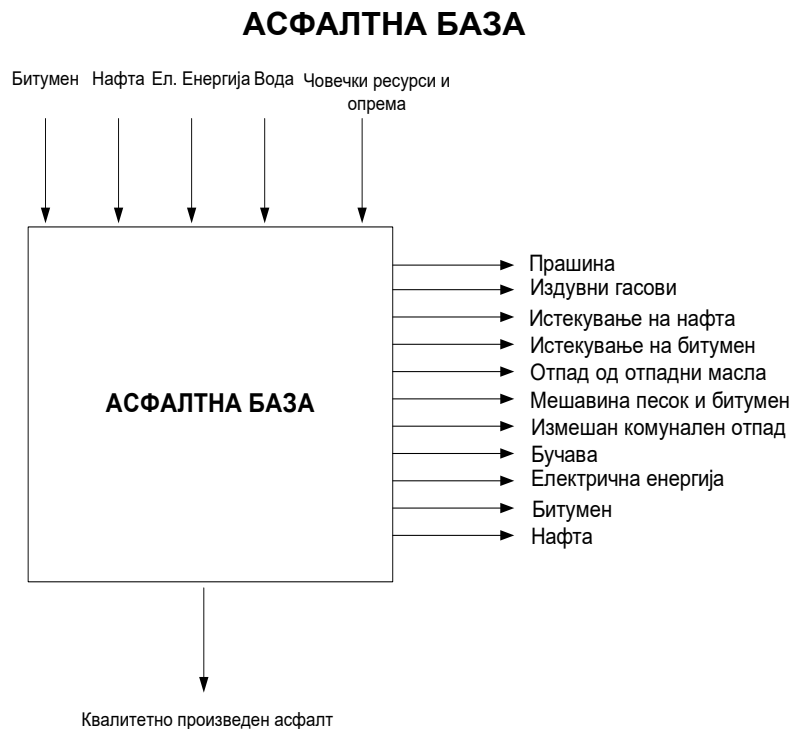 АСФАЛТНА БАЗА
Битумен Нафта Ел. Енергија Вода Човечки ресурси и
опрема
Прашина
Издувни гасови
Истекување на нафта
Истекување на битумен
Отпад од отпадни масла
Мешавина песок и битумен
Измешан комунален отпад
Бучава
Електрична енергија
Битумен
Нафта
АСФАЛТНА БАЗА
Квалитетно произведен асфалт